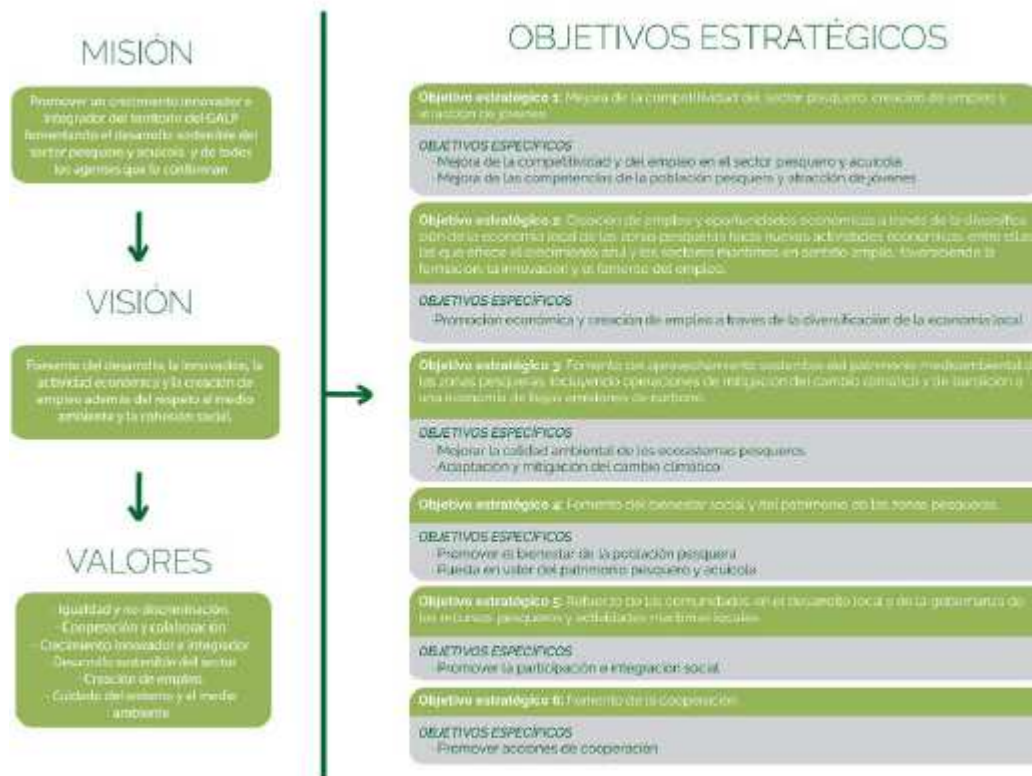 MISIÓN
Promover un crecimiento innovador e
integrador del territorio del GALP
fomentando el desarrollo sostenible del
sector pesquero y acuícola y de todos
los agentes que lo conforman
VISIÓN
Fomento del desarrollo, la innovación, la
actividad económica y la creación de
empleo además del respeto al medio
ambiente y la cohesión social.
VALORES
- Igualdad y no discriminación
- Cooperación y colaboración
- Crecimiento innovador e integrador
- Desarrollo sostenible del sector
- Creación de empleo
- Cuidado del entorno y el medio
ambiente
OBJETIVOS ESTRATÉGICOS
Objetivo estratégico 1: Mejora de la competitividad del sector pesquero, creación de empleo y
atracción de jóvenes
OBJETIVOS ESPECÍFICOS
- Mejora de la competitividad y del empleo en el sector pesquero y acuícola
- Mejora de las competencias de la población pesquera y atracción de jóvenes
Objetivo estratégico 2: Creación de empleo y oportunidades económicas a través de la diversifica
ción de la economía local de las zonas pesqueras hacia nuevas actividades económicas, entre ellas
las que ofrece el crecimiento azul y los sectores marítimos en sentido amplio, favoreciendo la
formación, la innovación y el fomento del empleo.
OBJETIVOS ESPECÍFICOS
- Promoción económica y creación de empleo a través de la diversificación de la economía local
Objetivo estratégico 3: Fomento del aprovechamiento sostenible del patrimonio medioambiental
las zonas pesqueras, incluyendo operaciones de mitigación del cambio climático y de transición a
una economía de bajas emisiones de carbono.
OBJETIVOS ESPECÍFICOS
- Mejorar la calidad ambiental de los ecosistemas pesqueros
- Adaptación y mitigación del cambio climático
Objetivo estratégico 4: Fomento del bienestar social y del patrimonio de las zonas pesqueras.
OBJETIVOS ESPECÍFICOS
- Promover el bienestar de la población pesquera
- Puesta en valor del patrimonio pesquero y acuícola
Objetivo estratégico 5: Refuerzo de las comunidades en el desarrollo local y de la gobernanza de
los recursos pesqueros y actividades marítimas locales.
OBJETIVOS ESPECÍFICOS
- Promover la participación e integración social
Objetivo estratégico 6: Fomento de la cooperación
OBJETIVOS ESPECÍFICOS
- Promover acciones de cooperación